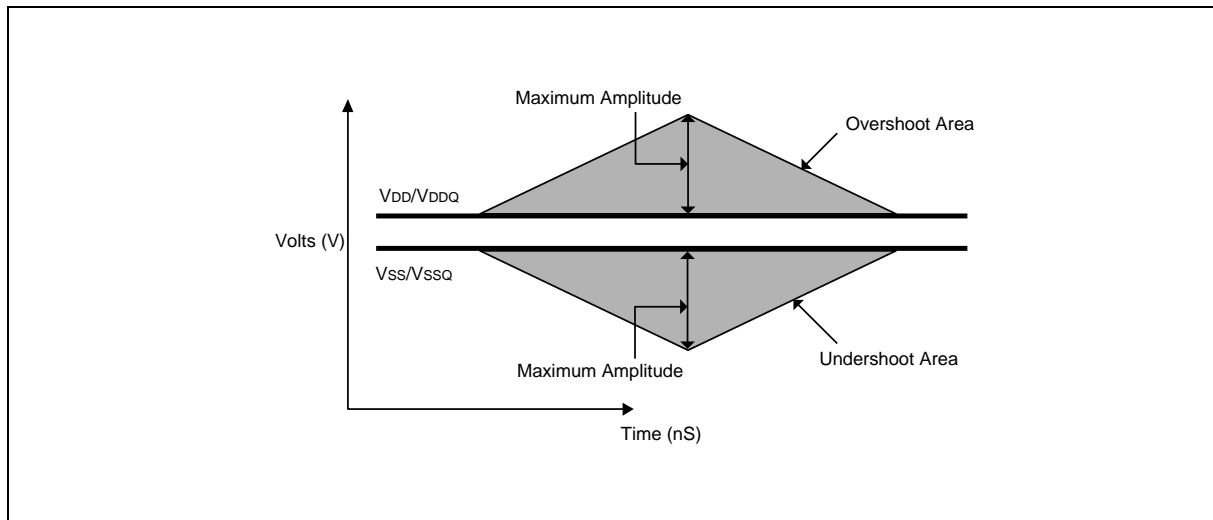 Maximum Amplitude
Overshoot Area
VDD/VDDQ
Volts (V)
VSS/VSSQ
Undershoot Area
Maximum Amplitude
Time (nS)